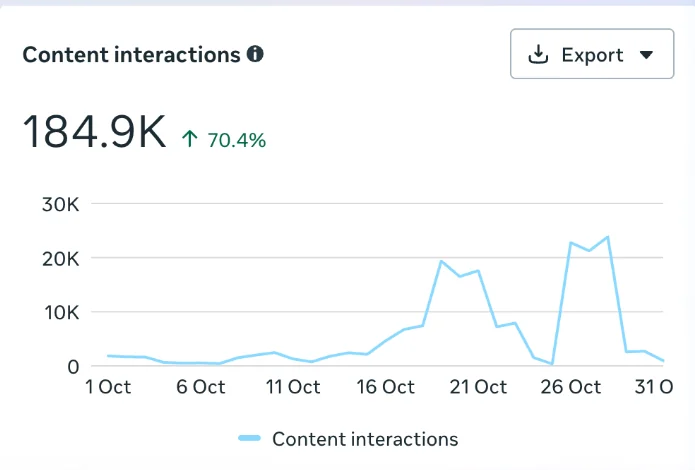 Content interactions
Export
184.9K ↑ 70.4%
30K
20K
10K
0
1 Oct 6 Oct 11 Oct 16 Oct 21 Oct 26 Oct 31 O
Content interactions